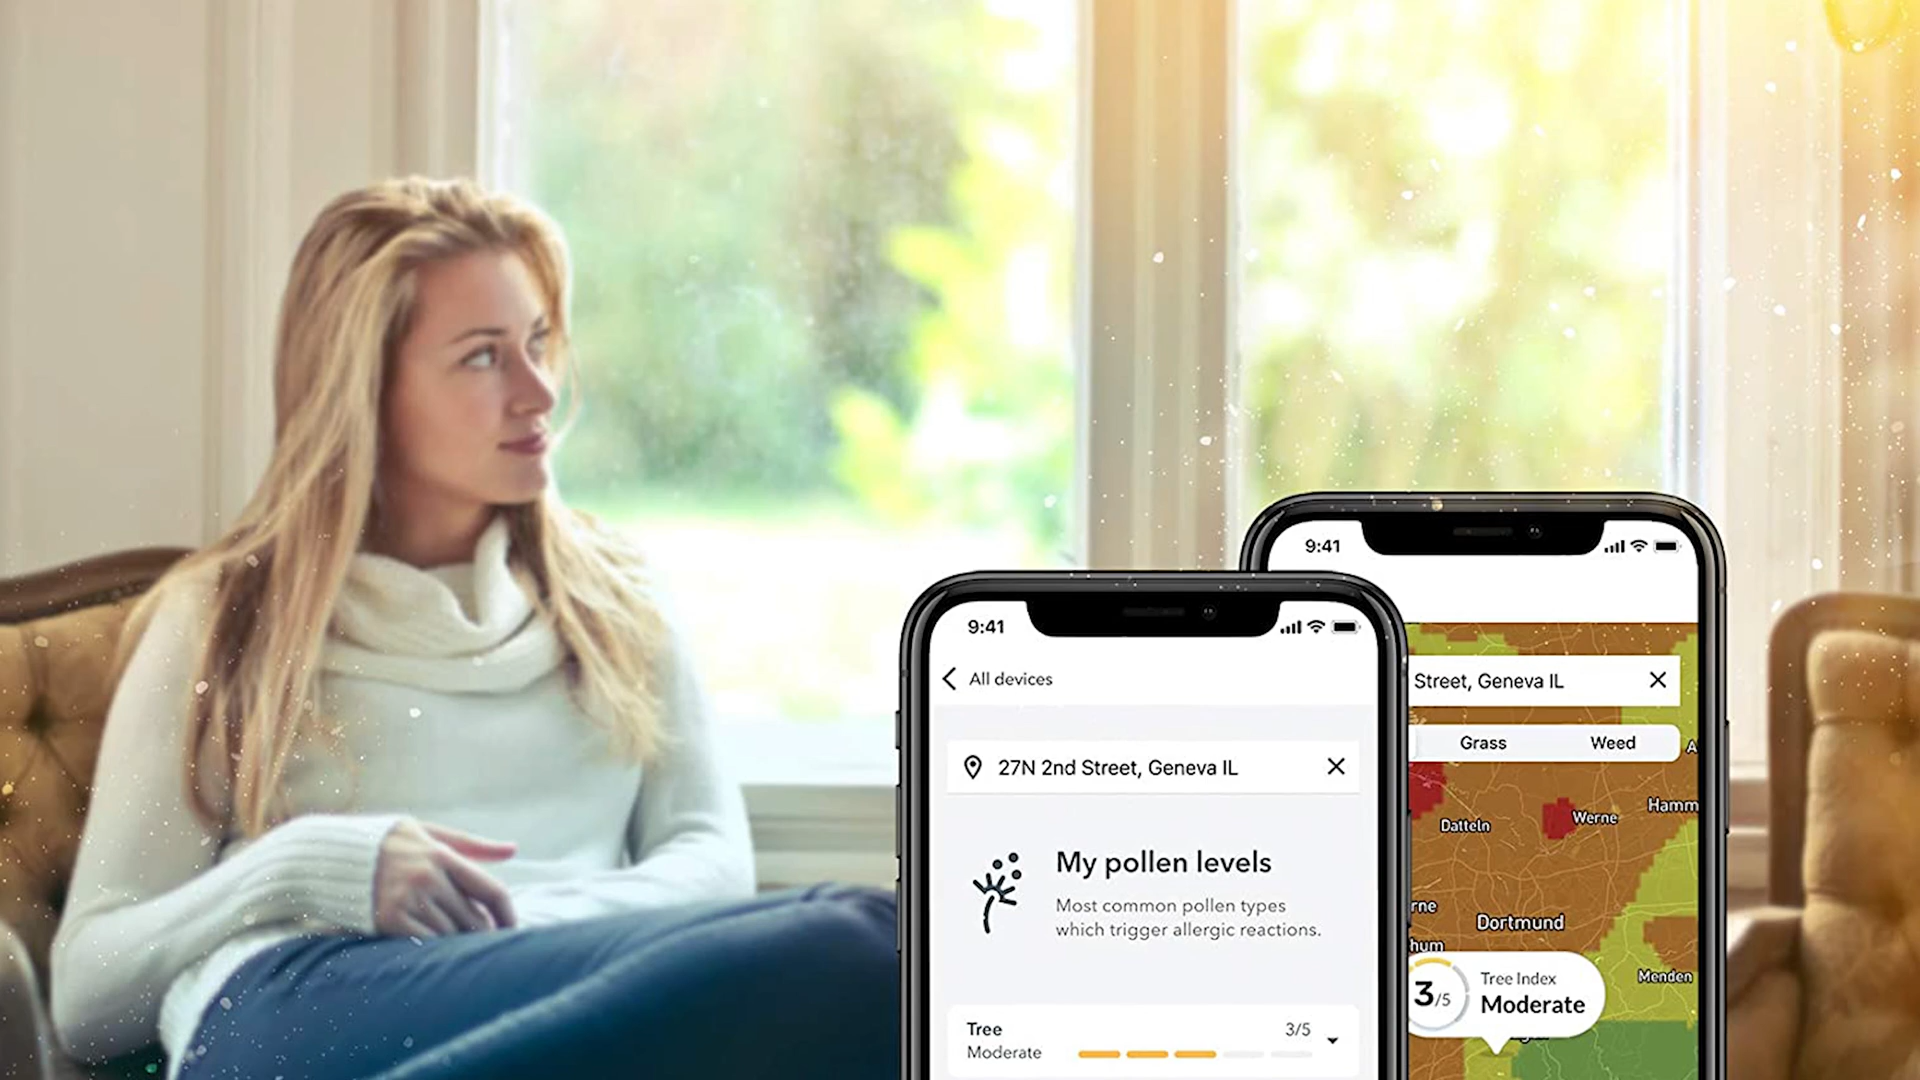 9:41
All devices
27N 2nd Street, Geneva IL
My pollen levels
Most common pollen types
which trigger allergic reactions.
Tree
3/5
Moderate
9:41
Street, Geneva IL
Grass
Weed
A
Hamm
Werne
Datteln
rne
Dortmund
hum
Menden
3/5
Tree Index
Moderate